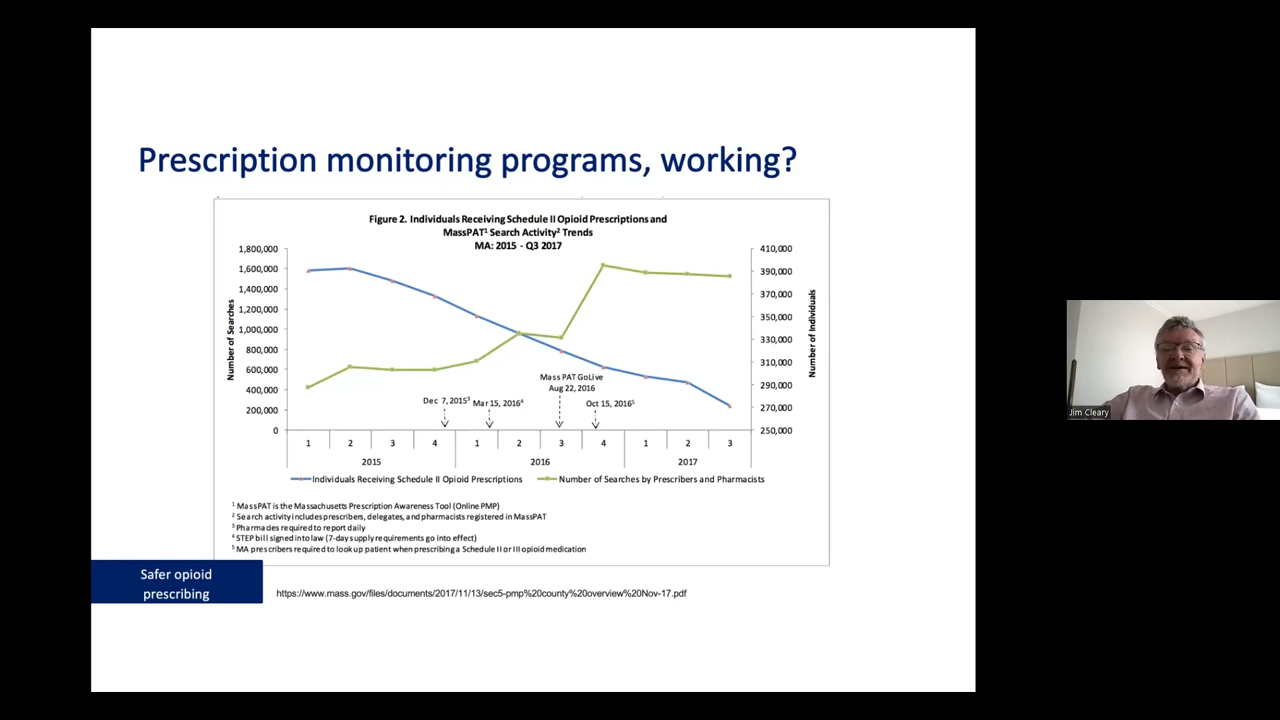 Prescription monitoring programs, working?
Figure 2. Individuals Receiving Schedule II Opioid Prescriptions and
MassPAT¹ Search Activity² Trends
MA: 2015 - Q3 2017
Number of Searches
1,800,000
1,600,000
1,400,000
1,200,000
1,000,000
800,000
600,000
400,000
200,000
0
410,000
390,000
370,000
350,000
330,000
310,000
290,000
270,000
250,000
Number of Individuals
Mass PAT GoLive
Aug 22, 2016
Dec 7, 2015³
Mar 15, 2016⁴
Oct 15, 2016⁵
1 2 3 4 1 2 3 4 1 2 3
2015 2016 2017
Individuals Receiving Schedule II Opioid Prescriptions
Number of Searches by Prescribers and Pharmacists
¹ MassPAT is the Massachusetts Prescription Awareness Tool (Online PMP)
² Search activity includes prescribers, delegates, and pharmacists registered in MassPAT
³ Pharmacies required to report daily
⁴ STEP bill signed into law (7-day supply requirements go into effect)
⁵ MA prescribers required to look up patient when prescribing a Schedule II or III opioid medication
Safer opioid
prescribing
https://www.mass.gov/files/documents/2017/11/13/sec5-pmp%20county%20overview%20Nov-17.pdf
Jim Cleary